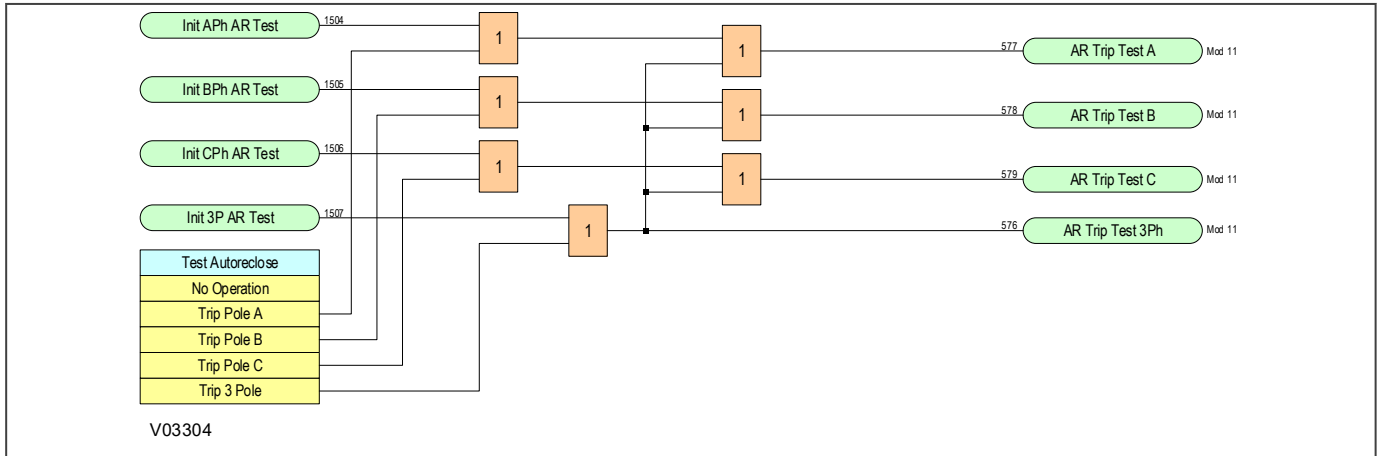 Init APh AR Test 1504
1
1
577 AR Trip Test A Mod 11
Init BPh AR Test 1505
1
1
578 AR Trip Test B Mod 11
Init CPh AR Test 1506
1
1
579 AR Trip Test C Mod 11
Init 3P AR Test 1507
1
576 AR Trip Test 3Ph Mod 11
Test Autoreclose
No Operation
Trip Pole A
Trip Pole B
Trip Pole C
Trip 3 Pole
V03304